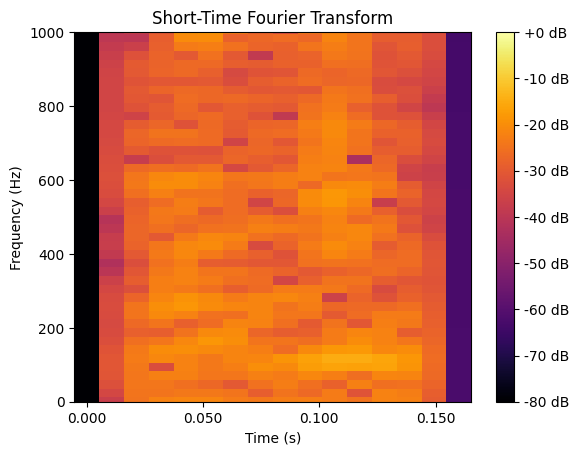 Short-Time Fourier Transform
1000
800
600
400
200
0
Frequency (Hz)
0.000
0.050
0.100
0.150
Time (s)
+0 dB
-10 dB
-20 dB
-30 dB
-40 dB
-50 dB
-60 dB
-70 dB
-80 dB